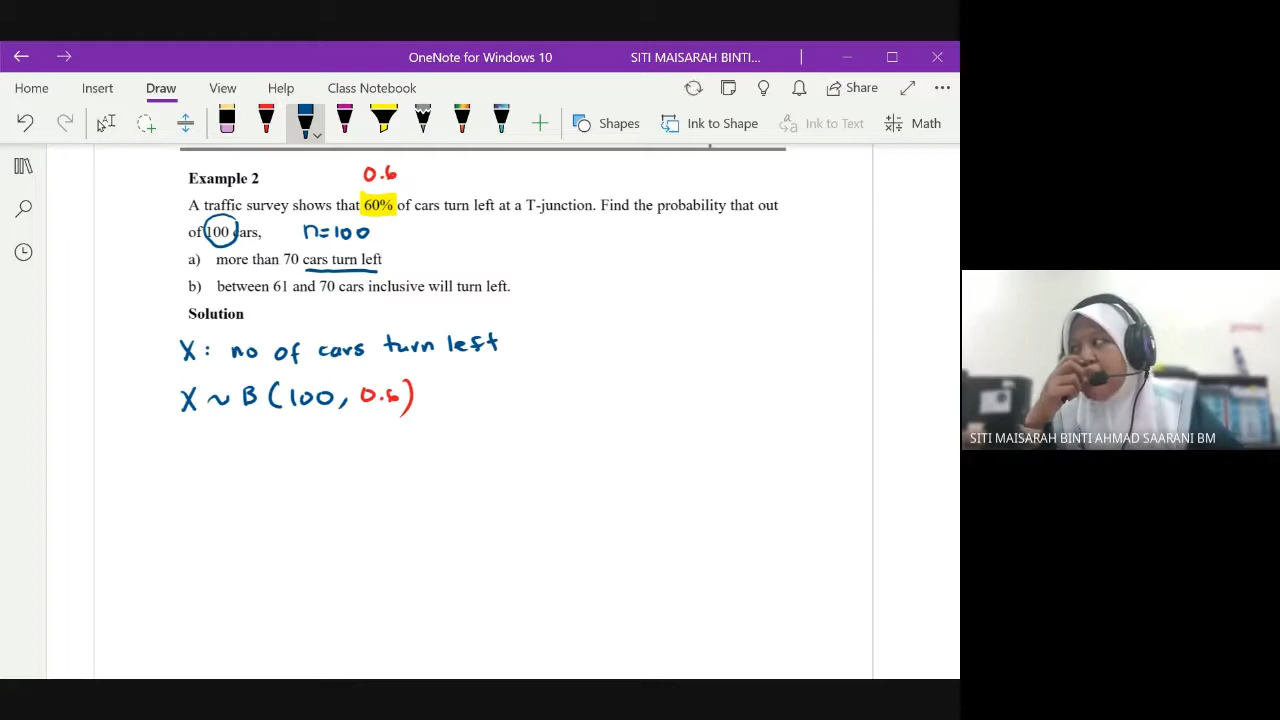 OneNote for Windows 10
SITI MAISARAH BINTI...
Home Insert Draw View Help Class Notebook
Share
Shapes Ink to Shape Ink to Text Math
Example 2
0.6
A traffic survey shows that 60% of cars turn left at a T-junction. Find the probability that out
of 100 cars, n=100
a) more than 70 cars turn left
b) between 61 and 70 cars inclusive will turn left.
Solution
X: no of cars turn left
X ~ B (100, 0.6)
SITI MAISARAH BINTI AHMAD SAARANI BM